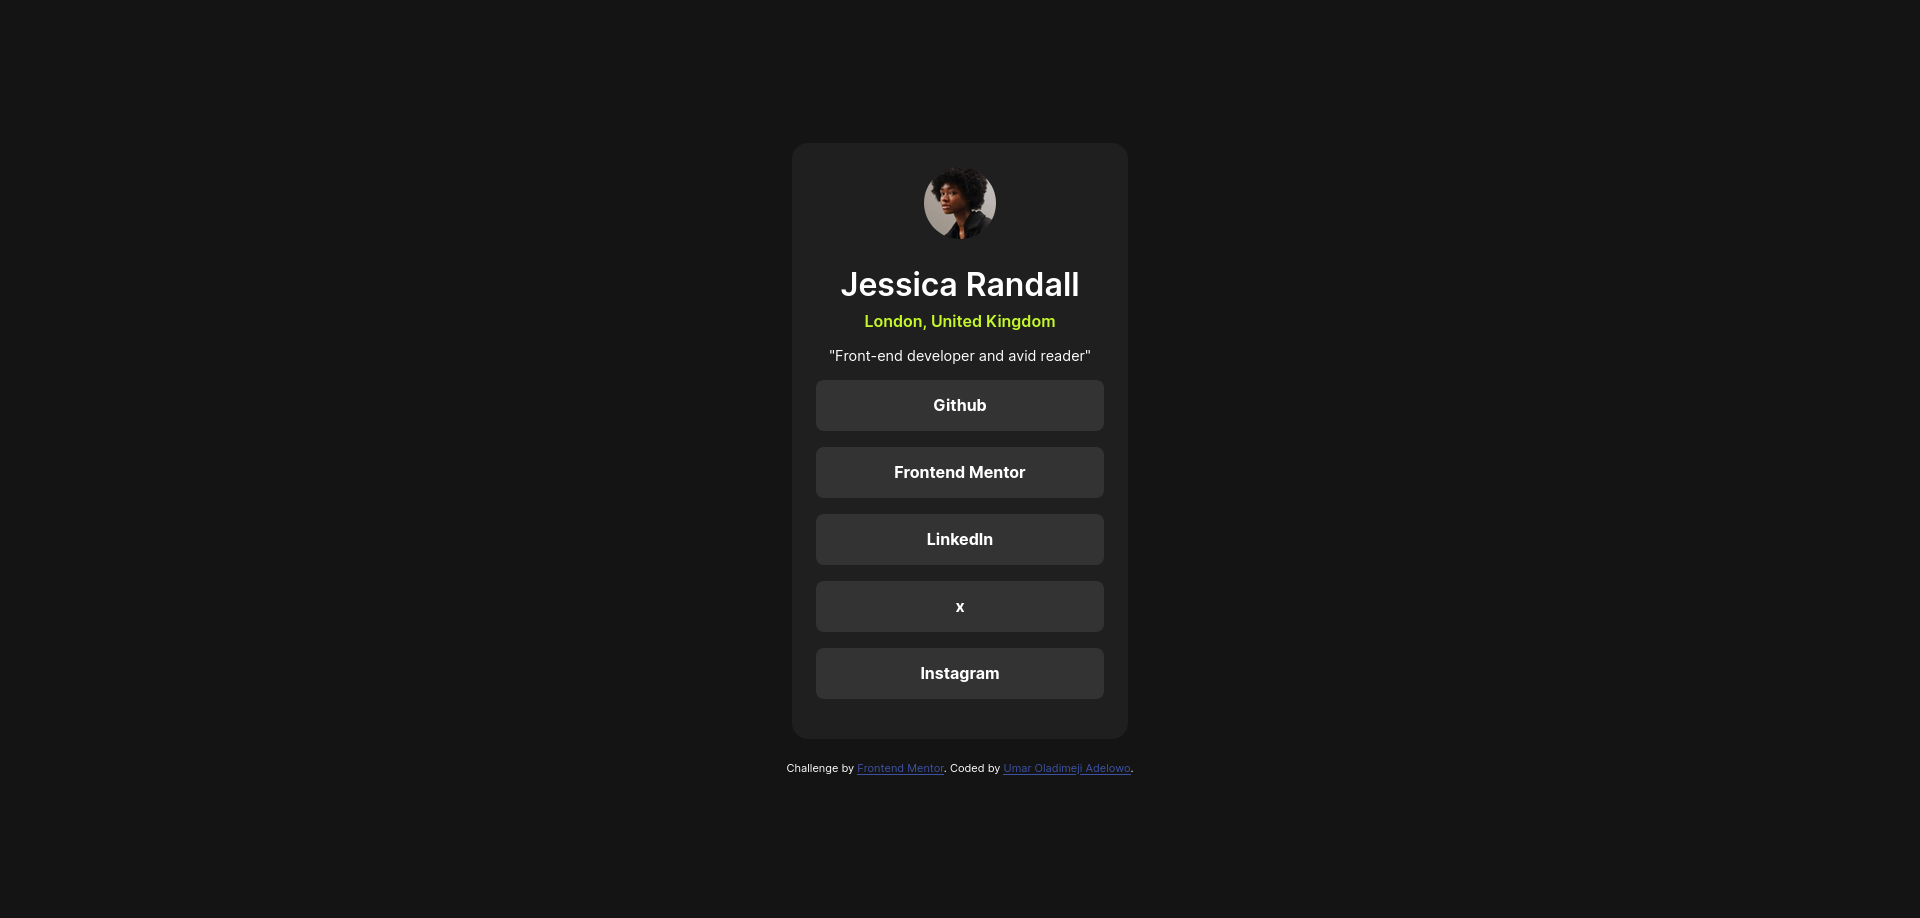 Jessica Randall
London, United Kingdom
"Front-end developer and avid reader"
Github
Frontend Mentor
LinkedIn
x
Instagram
Challenge by Frontend Mentor. Coded by Umar Oladimeji Adelowo.